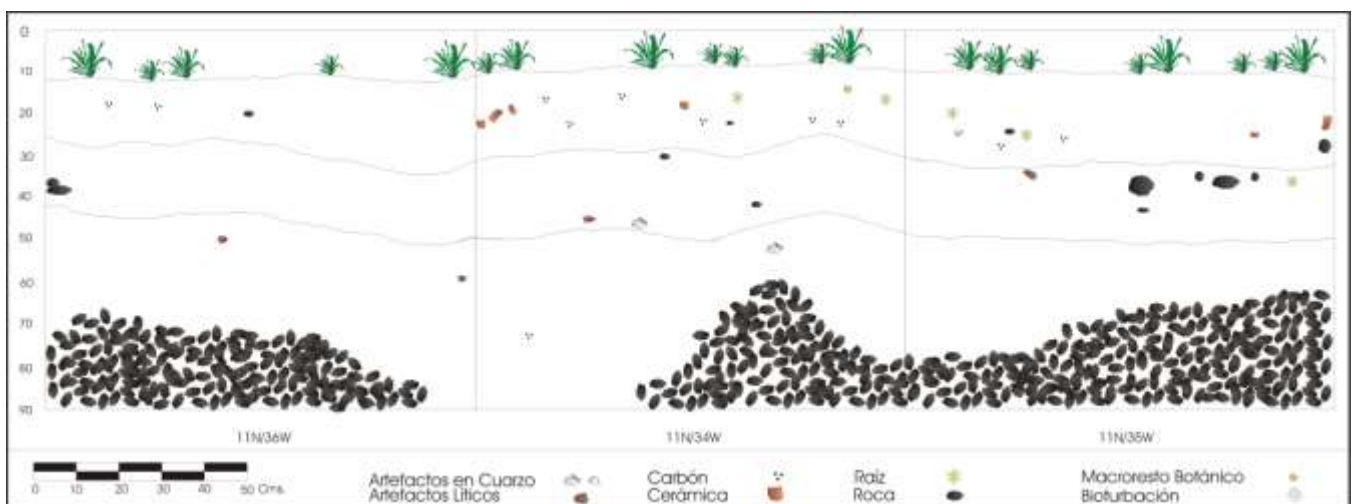 0
10
20
30
40
50
60
70
80
90
11N/36W 11N/34W 11N/35W
0 10 20 30 40 50 Cms.
Artefactos en Cuarzo Carbón Raíz Macroresto Botánico
Artefactos Líticos Cerámica Roca Bioturbación